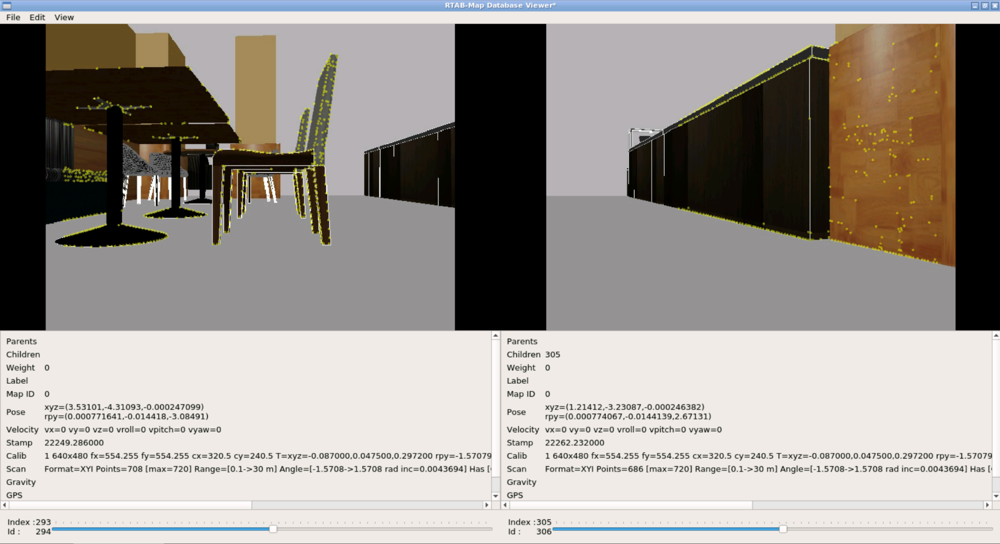 RTAB-Map Database Viewer*
File Edit View
Parents
Children
Weight 0
Label
Map ID 0
Pose xyz=(3.53101,-4.31093,-0.000247099)
rpy=(0.000771641,-0.014418,-3.08491)
Velocity vx=0 vy=0 vz=0 vroll=0 vpitch=0 vyaw=0
Stamp 22249.286000
Calib 1 640x480 fx=554.255 fy=554.255 cx=320.5 cy=240.5 T=xyz=-0.087000,0.047500,0.297200 rpy=-1.57079
Scan Format=XYI Points=708 [max=720] Range=[0.1->30 m] Angle=[-1.5708->1.5708 rad inc=0.0043694] Has [
Gravity
GPS
Index :293
Id : 294
Parents
Children 305
Weight 0
Label
Map ID 0
Pose xyz=(1.21412,-3.23087,-0.000246382)
rpy=(0.000774067,-0.0144139,2.67131)
Velocity vx=0 vy=0 vz=0 vroll=0 vpitch=0 vyaw=0
Stamp 22262.232000
Calib 1 640x480 fx=554.255 fy=554.255 cx=320.5 cy=240.5 T=xyz=-0.087000,0.047500,0.297200 rpy=-1.57079
Scan Format=XYI Points=686 [max=720] Range=[0.1->30 m] Angle=[-1.5708->1.5708 rad inc=0.0043694] Has [
Gravity
GPS
Index :305
Id : 306